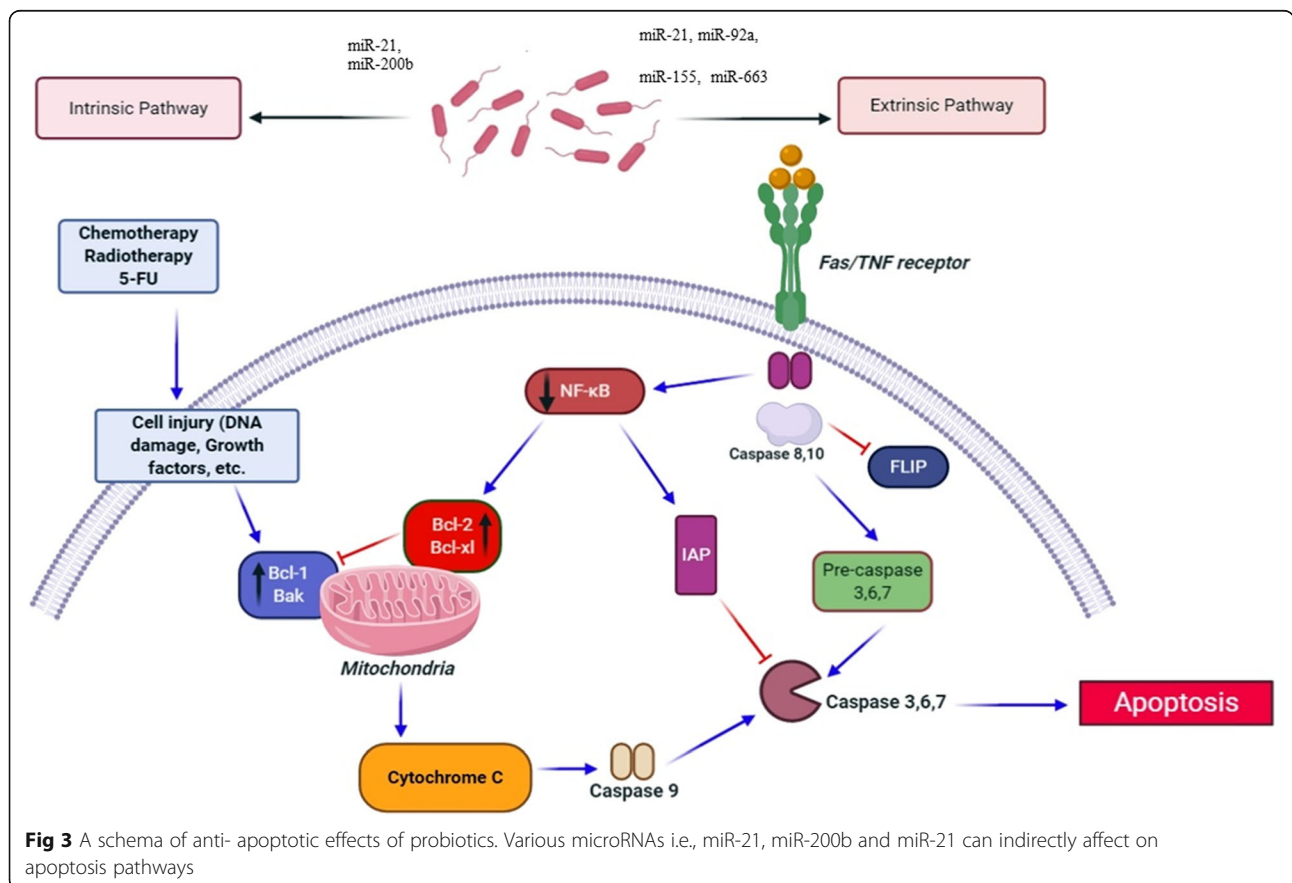 miR-21,
miR-200b
miR-21, miR-92a,
miR-155, miR-663
Intrinsic Pathway
Extrinsic Pathway
Chemotherapy
Radiotherapy
5-FU
Fas/TNF receptor
Cell injury (DNA
damage, Growth
factors, etc.
NF-κB
Caspase 8,10
FLIP
Bcl-2
Bcl-xl
Bcl-1
Bak
IAP
Pre-caspase
3,6,7
Mitochondria
Caspase 3,6,7
Apoptosis
Cytochrome C
Caspase 9
Fig 3 A schema of anti- apoptotic effects of probiotics. Various microRNAs i.e., miR-21, miR-200b and miR-21 can indirectly affect on
apoptosis pathways